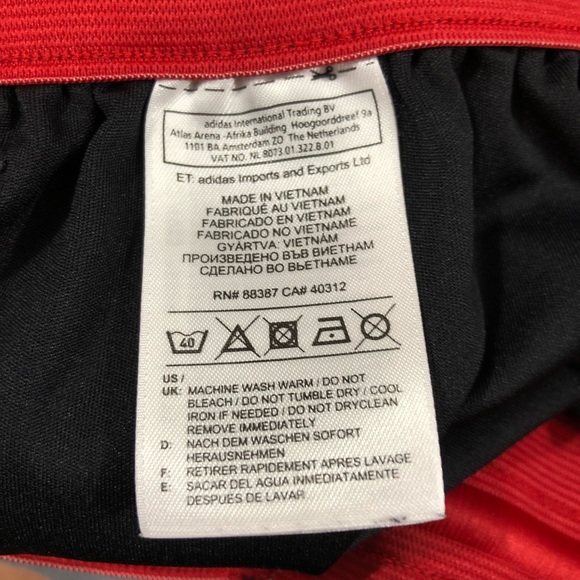 adidas International Trading BV
Atlas Arena -Afrika Building Hoogoorddreef 9a
1101 BA Amsterdam ZO The Netherlands
VAT NO. NL 8073.01.322.B.01
ET: adidas Imports and Exports Ltd
MADE IN VIETNAM
FABRIQUÉ AU VIETNAM
FABRICADO EN VIETNAM
FABRICADO NO VIETNAME
GYÁRTVA: VIETNÁM
ПРОИЗВЕДЕНО ВЪВ ВИЕТНАМ
СДЕЛАНО ВО ВЬЕТНАМЕ
RN# 88387 CA# 40312
40
US /
UK: MACHINE WASH WARM / DO NOT
BLEACH / DO NOT TUMBLE DRY / COOL
IRON IF NEEDED / DO NOT DRYCLEAN
REMOVE IMMEDIATELY
D: NACH DEM WASCHEN SOFORT
HERAUSNEHMEN
F: RETIRER RAPIDEMENT APRES LAVAGE
E: SACAR DEL AGUA INMEDIATAMENTE
DESPUES DE LAVAR